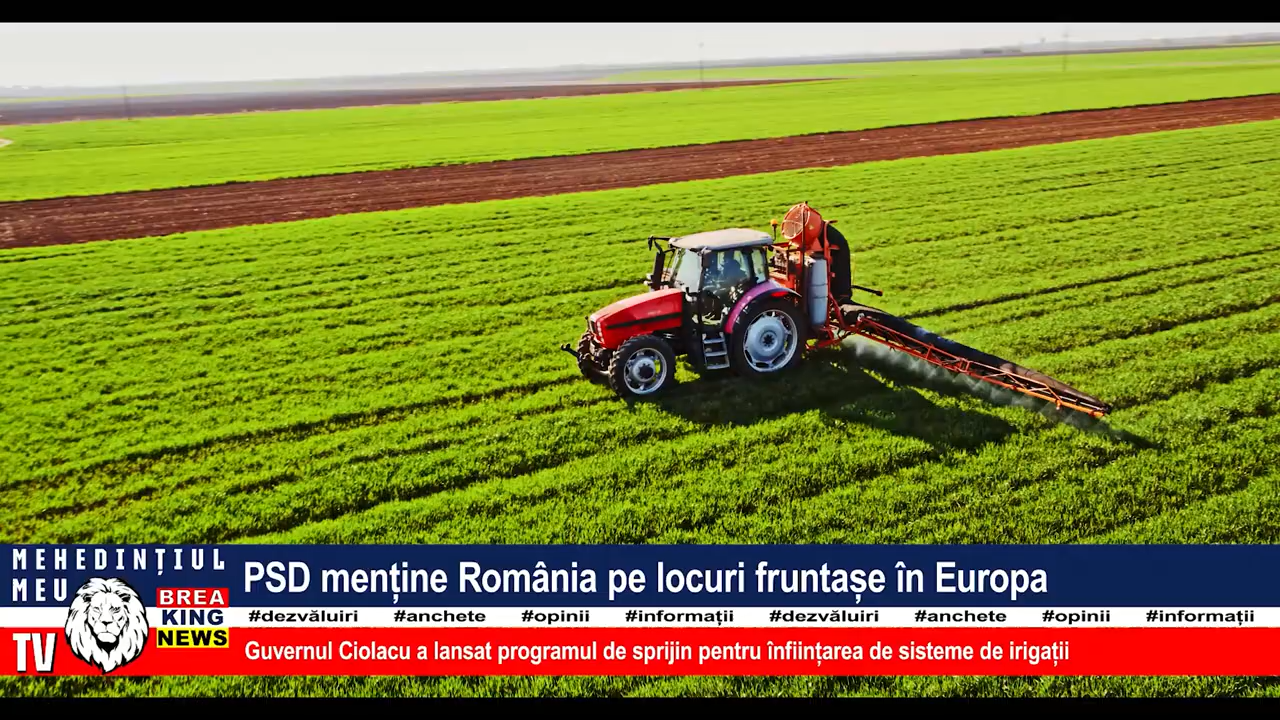 MEHEDINȚIUL
MEU
TV
BREA
KING
NEWS
PSD menține România pe locuri fruntașe în Europa
#dezvăluiri #anchete #opinii #informații #dezvăluiri #anchete #opinii #informații
Guvernul Ciolacu a lansat programul de sprijin pentru înființarea de sisteme de irigații